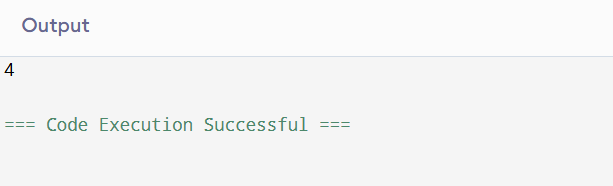 Output
4
=== Code Execution Successful ===